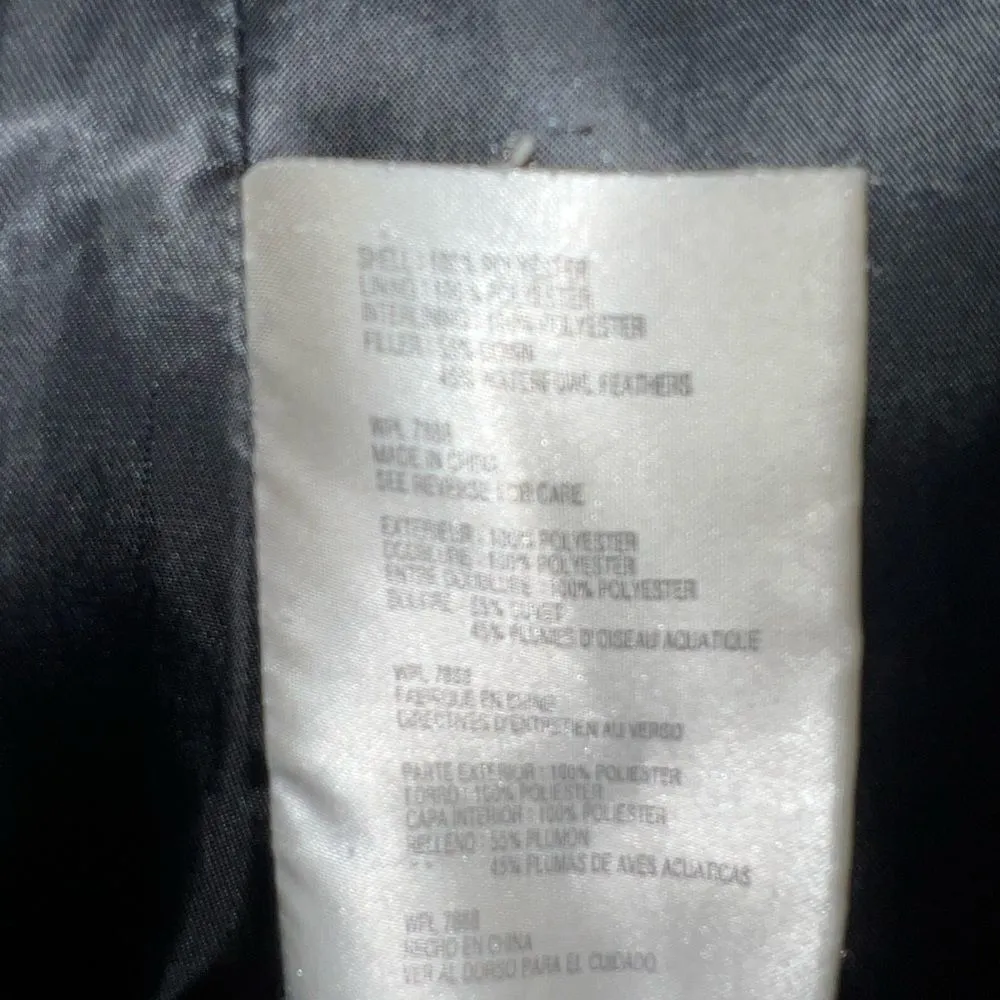 SHELL : 100% POLYESTER
LINING : 100% POLYESTER
INTERLINING : 100% POLYESTER
FILLER : 55% DOWN
45% WATERFOWL FEATHERS
WPL
MADE IN CHINA
SEE REVERSE FOR CARE
EXTERIEUR : 100% POLYESTER
DOUBLURE : 100% POLYESTER
ENTRE DOUBLURE : 100% POLYESTER
55% DUVET
45% PLUMES D'OISEAU AQUATIQUE
WPL
FABRIQUE EN CHINE
DIRECTIVES D'ENTRETIEN AU VERSO
PARTE EXTERIOR : 100% POLIESTER
FORRO : 100% POLIESTER
CAPA INTERIOR : 100% POLIESTER
RELLENO : 55% PLUMON
45% PLUMAS DE AVES ACUATICAS
WPL
HECHO EN CHINA
VER AL DORSO PARA EL CUIDADO